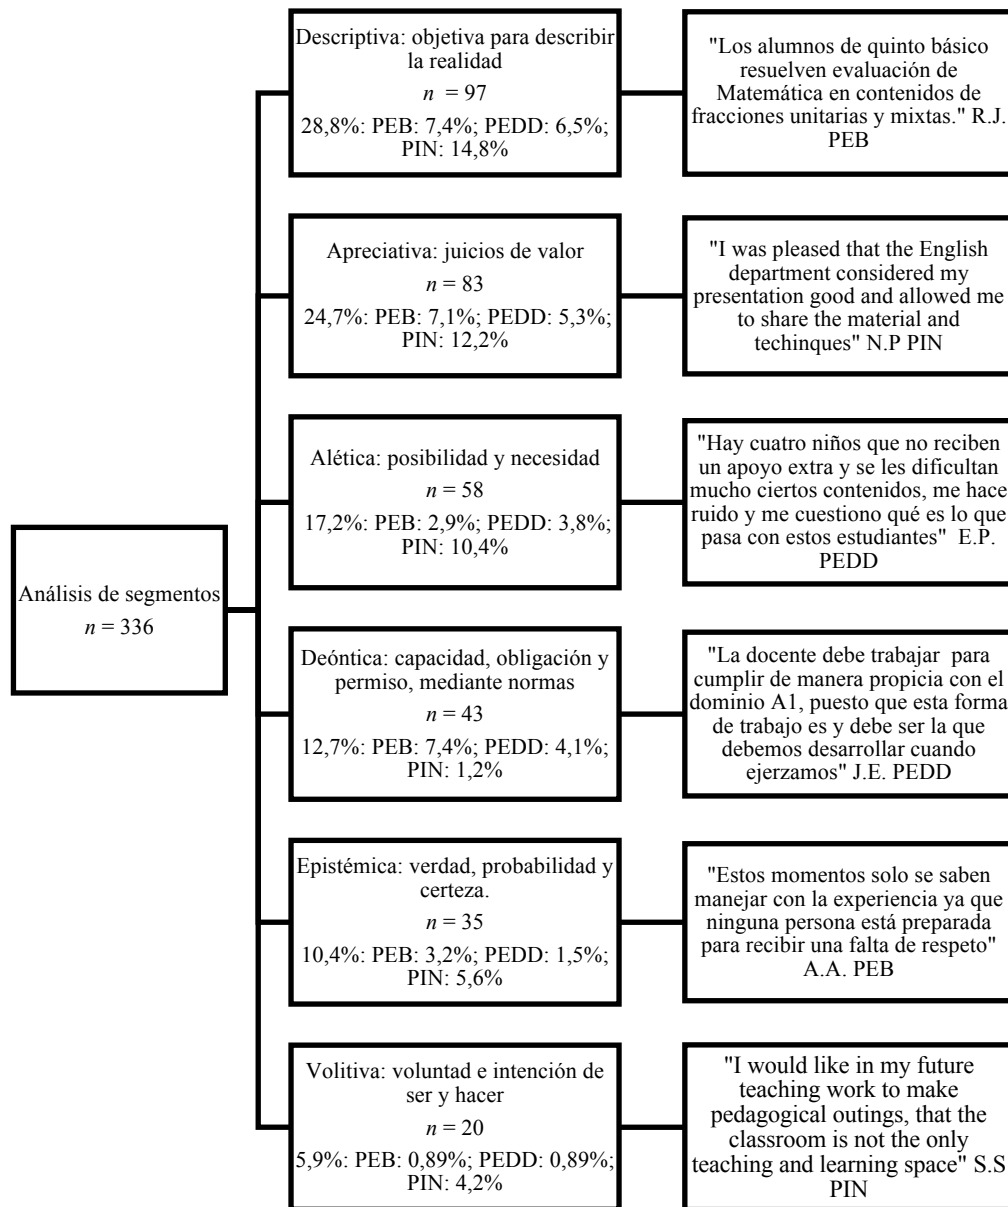 Análisis de segmentos
n = 336
Descriptiva: objetiva para describir
la realidad
n = 97
28,8%: PEB: 7,4%; PEDD: 6,5%;
PIN: 14,8%
"Los alumnos de quinto básico
resuelven evaluación de
Matemática en contenidos de
fracciones unitarias y mixtas." R.J.
PEB
Apreciativa: juicios de valor
n = 83
24,7%: PEB: 7,1%; PEDD: 5,3%;
PIN: 12,2%
"I was pleased that the English
department considered my
presentation good and allowed me
to share the material and
techinques" N.P PIN
Alética: posibilidad y necesidad
n = 58
17,2%: PEB: 2,9%; PEDD: 3,8%;
PIN: 10,4%
"Hay cuatro niños que no reciben
un apoyo extra y se les dificultan
mucho ciertos contenidos, me hace
ruido y me cuestiono qué es lo que
pasa con estos estudiantes" E.P.
PEDD
Deóntica: capacidad, obligación y
permiso, mediante normas
n = 43
12,7%: PEB: 7,4%; PEDD: 4,1%;
PIN: 1,2%
"La docente debe trabajar para
cumplir de manera propicia con el
dominio A1, puesto que esta forma
de trabajo es y debe ser la que
debemos desarrollar cuando
ejerzamos" J.E. PEDD
Epistémica: verdad, probabilidad y
certeza.
n = 35
10,4%: PEB: 3,2%; PEDD: 1,5%;
PIN: 5,6%
"Estos momentos solo se saben
manejar con la experiencia ya que
ninguna persona está preparada
para recibir una falta de respeto"
A.A. PEB
Volitiva: voluntad e intención de
ser y hacer
n = 20
5,9%: PEB: 0,89%; PEDD: 0,89%;
PIN: 4,2%
"I would like in my future
teaching work to make
pedagogical outings, that the
classroom is not the only
teaching and learning space" S.S
PIN